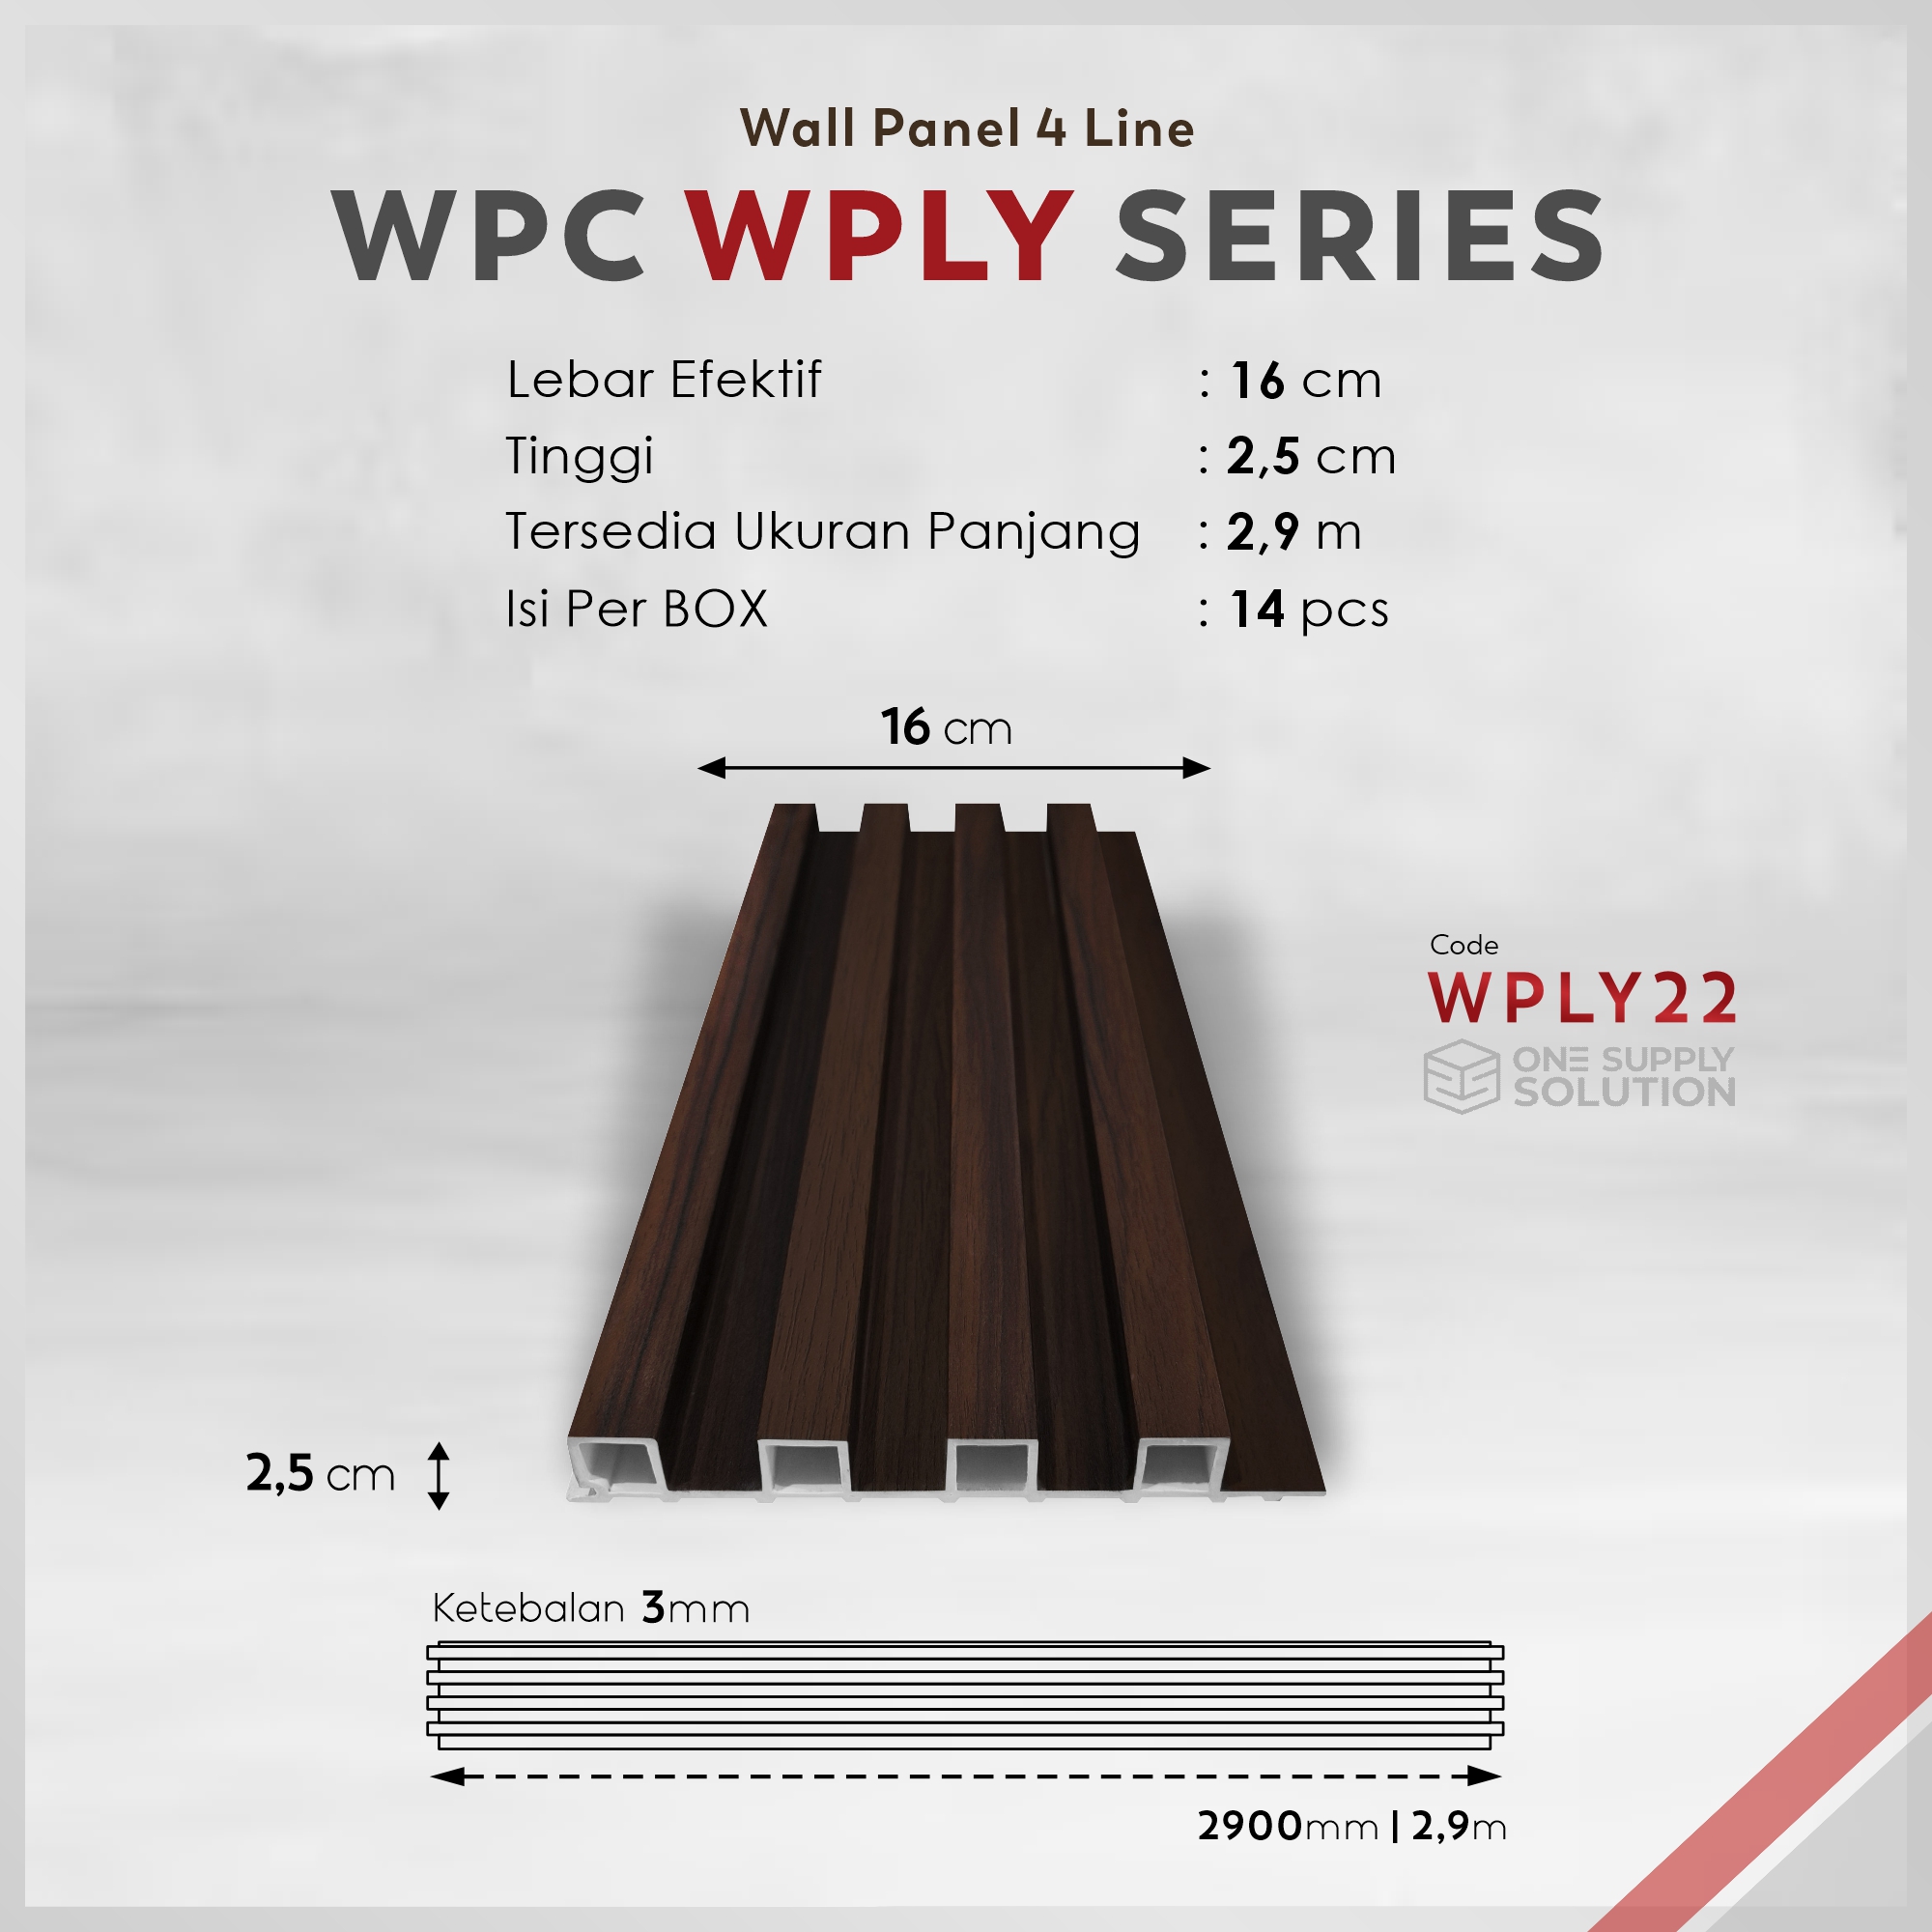 Wall Panel 4 Line
WPC WPLY SERIES
Lebar Efektif : 16 cm
Tinggi : 2,5 cm
Tersedia Ukuran Panjang : 2,9 m
Isi Per BOX : 14 pcs
16 cm
Code
WPLY22
ONE SUPPLY
SOLUTION
2,5 cm
Ketebalan 3mm
2900mm | 2,9m